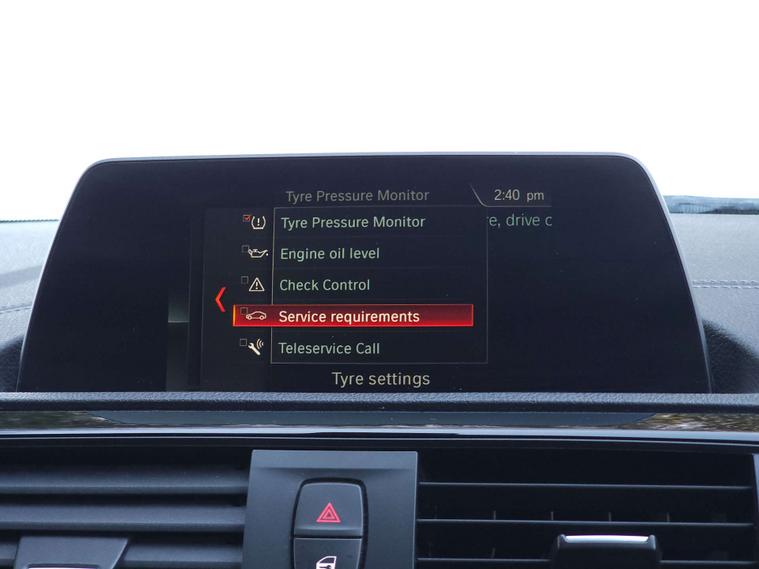 Tyre Pressure Monitor
2:40 pm
Tyre Pressure Monitor
e, drive c
Engine oil level
Check Control
Service requirements
Teleservice Call
Tyre settings